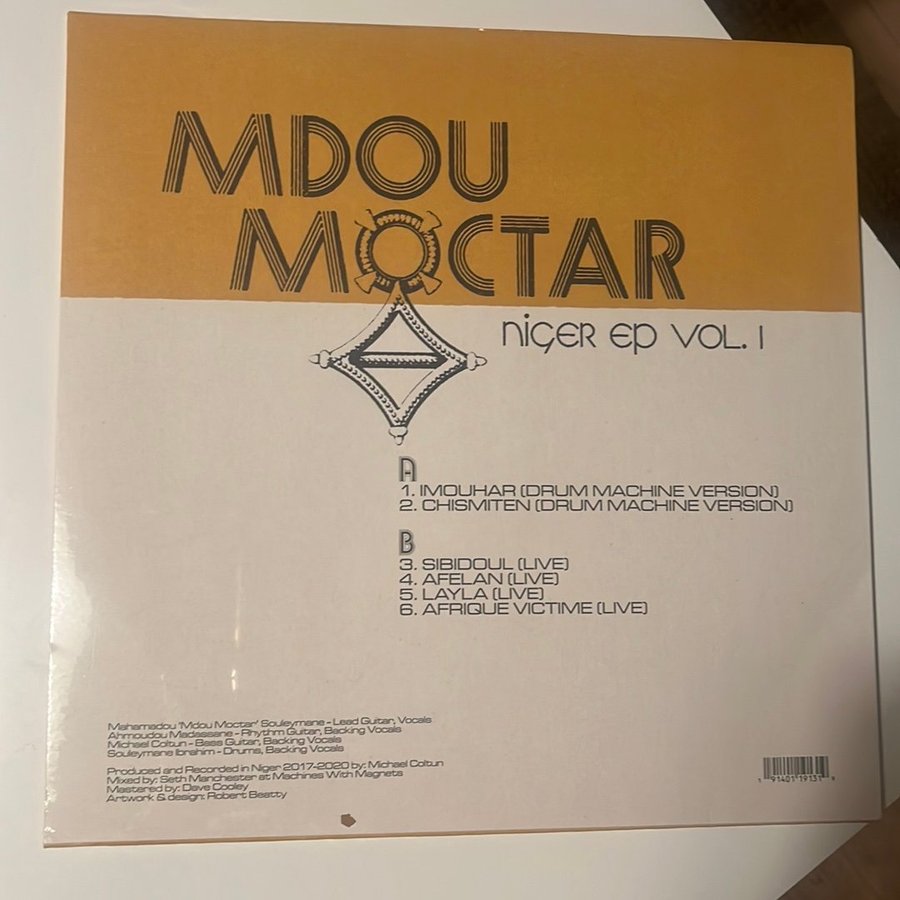 MDOU
MOCTAR
NIGER EP VOL. 1
A
1. IMOUHAR (DRUM MACHINE VERSION)
2. CHISMITEN (DRUM MACHINE VERSION)
B
3. SIBIDOUL (LIVE)
4. AFELAN (LIVE)
5. LAYLA (LIVE)
6. AFRIQUE VICTIME (LIVE)
Mahamadou "Mdou Moctar" Souleymane - Lead Guitar, Vocals
Ahmoudou Madassane - Rhythm Guitar, Backing Vocals
Michael Coltun - Bass Guitar, Backing Vocals
Souleymane Ibrahim - Drums, Backing Vocals
Produced and Recorded in Niger 2017-2020 by: Michael Coltun
Mixed by: Seth Manchester at Machines With Magnets
Mastered by: Dave Cooley
Artwork & design: Robert Beatty